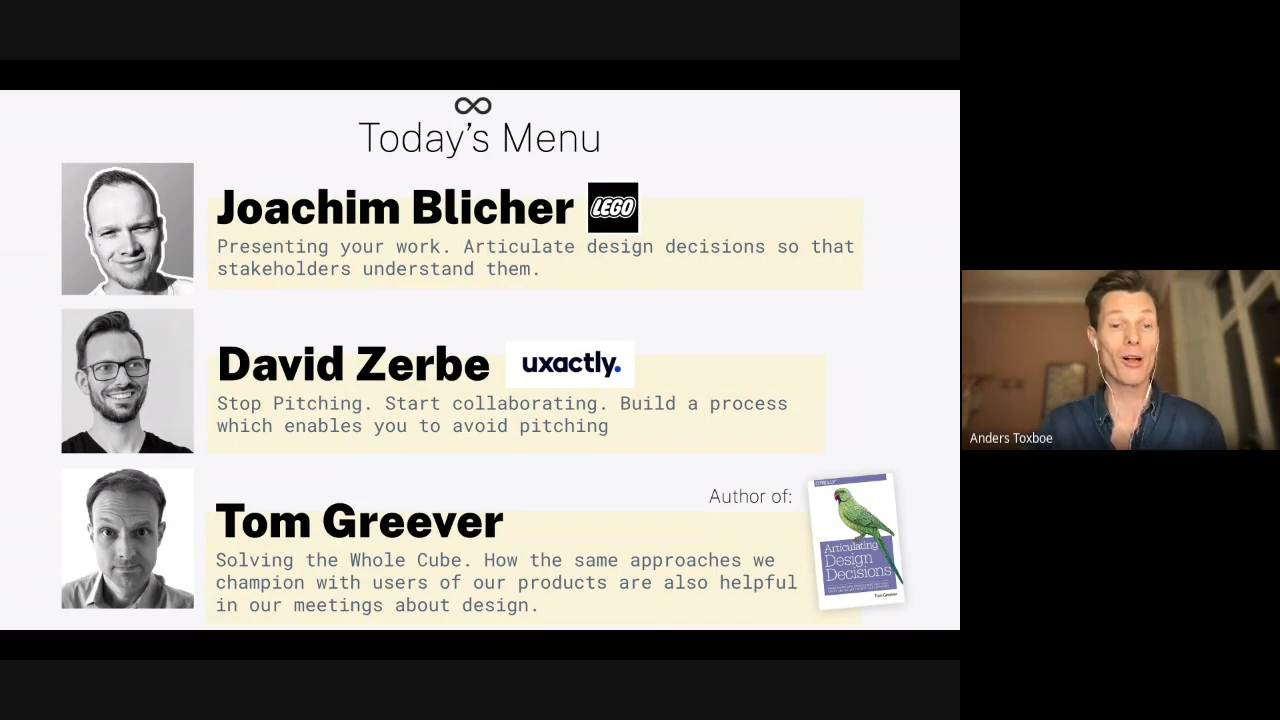 Today's Menu
Joachim Blicher
LEGO
Presenting your work. Articulate design decisions so that
stakeholders understand them.
David Zerbe
uxactly.
Stop Pitching. Start collaborating. Build a process
which enables you to avoid pitching
Author of:
Tom Greever
Solving the Whole Cube. How the same approaches we
champion with users of our products are also helpful
in our meetings about design.
O'REILLY
Articulating
Design
Decisions
Tom Greever
Anders Toxboe